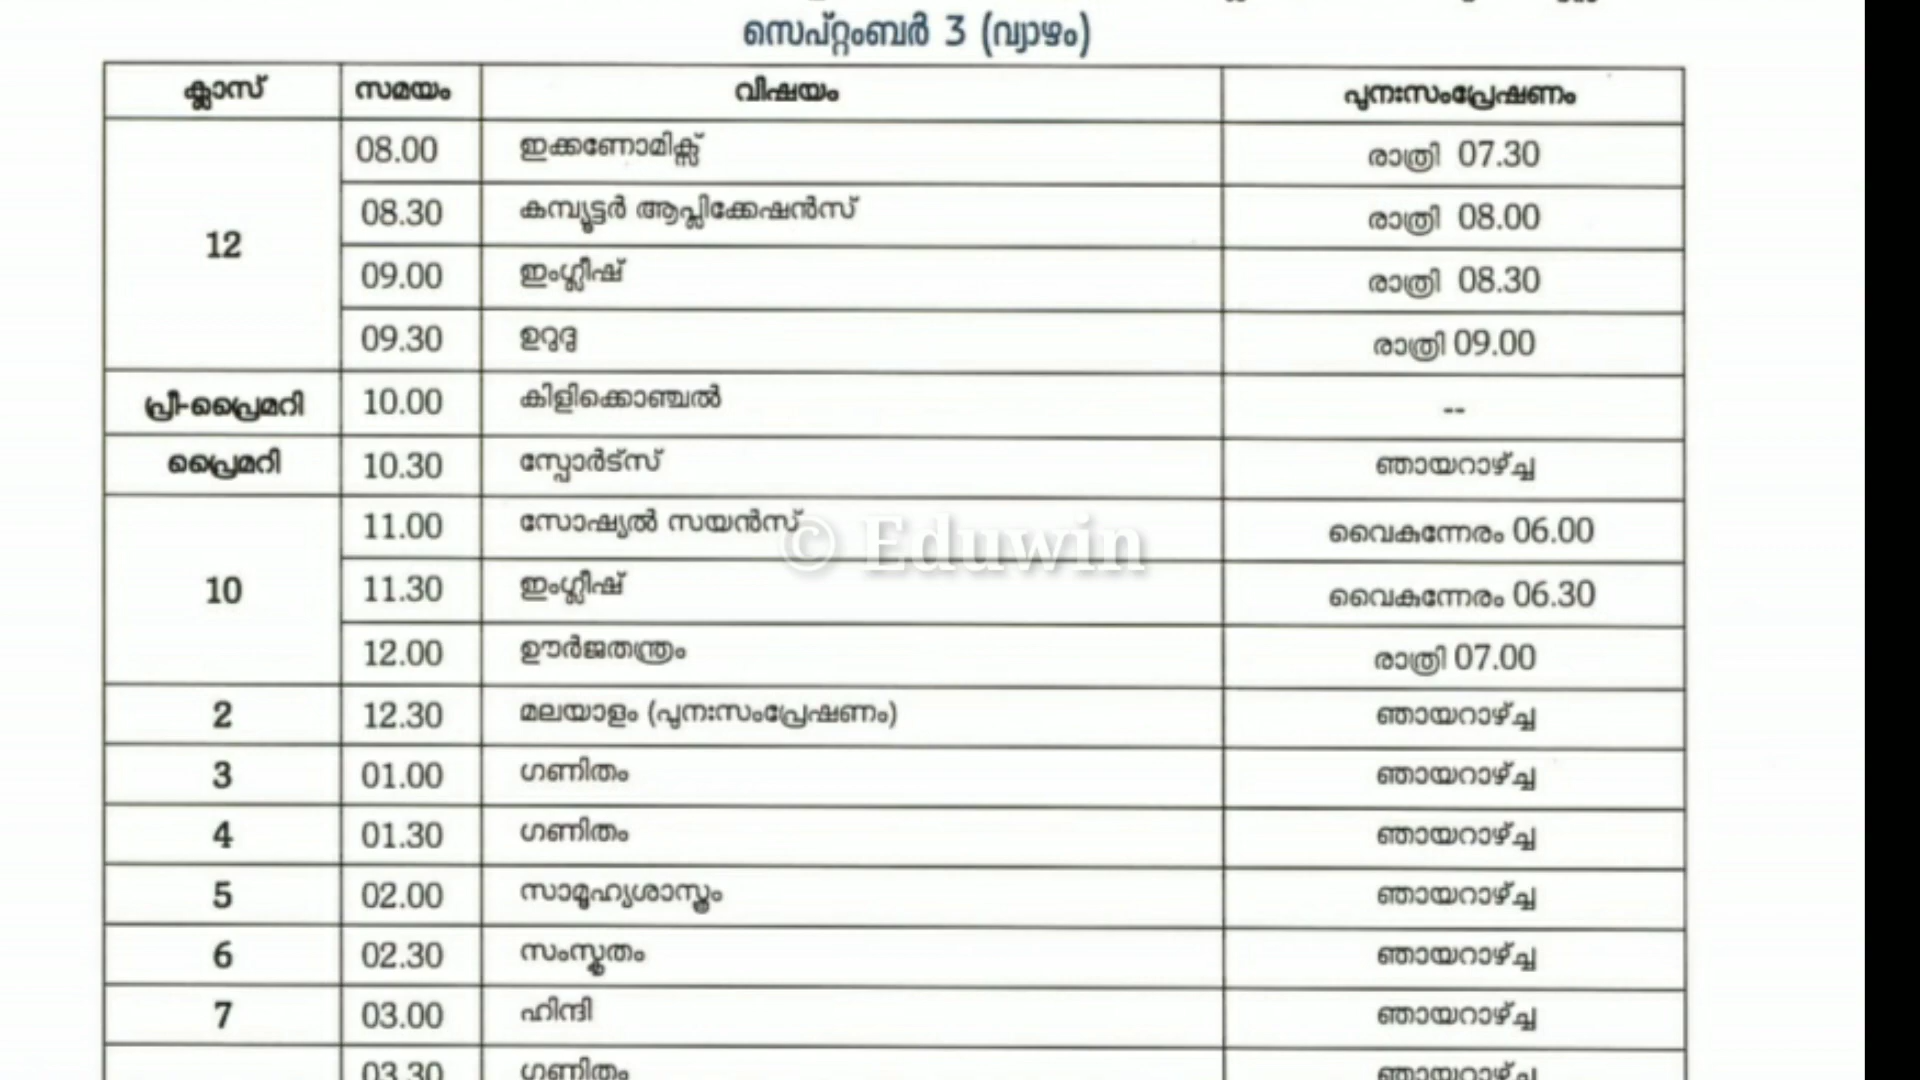 സെപ്റ്റംബർ 3 (വ്യാഴം)
ക്ലാസ് സമയം വിഷയം പുനഃസംപ്രേഷണം
12 08.00 ഇക്കണോമിക്സ് രാത്രി 07.30
08.30 കമ്പ്യൂട്ടർ ആപ്ലിക്കേഷൻസ് രാത്രി 08.00
09.00 ഇംഗ്ലീഷ് രാത്രി 08.30
09.30 ഉറുദു രാത്രി 09.00
പ്രീ-പ്രൈമറി 10.00 കിളിക്കൊഞ്ചൽ --
പ്രൈമറി 10.30 സ്പോർട്സ് ഞായറാഴ്ച്ച
10 11.00 സോഷ്യൽ സയൻസ് വൈകുന്നേരം 06.00
© Eduwin
11.30 ഇംഗ്ലീഷ് വൈകുന്നേരം 06.30
12.00 ഊർജതന്ത്രം രാത്രി 07.00
2 12.30 മലയാളം (പുനഃസംപ്രേഷണം) ഞായറാഴ്ച്ച
3 01.00 ഗണിതം ഞായറാഴ്ച്ച
4 01.30 ഗണിതം ഞായറാഴ്ച്ച
5 02.00 സാമൂഹ്യശാസ്ത്രം ഞായറാഴ്ച്ച
6 02.30 സംസ്കൃതം ഞായറാഴ്ച്ച
7 03.00 ഹിന്ദി ഞായറാഴ്ച്ച
03.30 ഗണിതം ഞായറാഴ്ച്ച